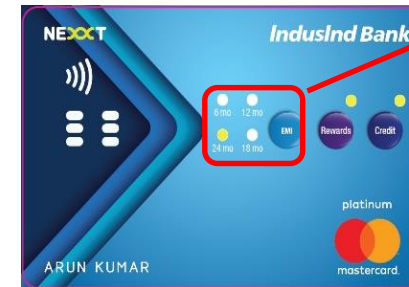 NEXXT
IndusInd Bank
6 mo 12 mo
24 mo 18 mo
EMI
Rewards
Credit
platinum
mastercard.
ARUN KUMAR